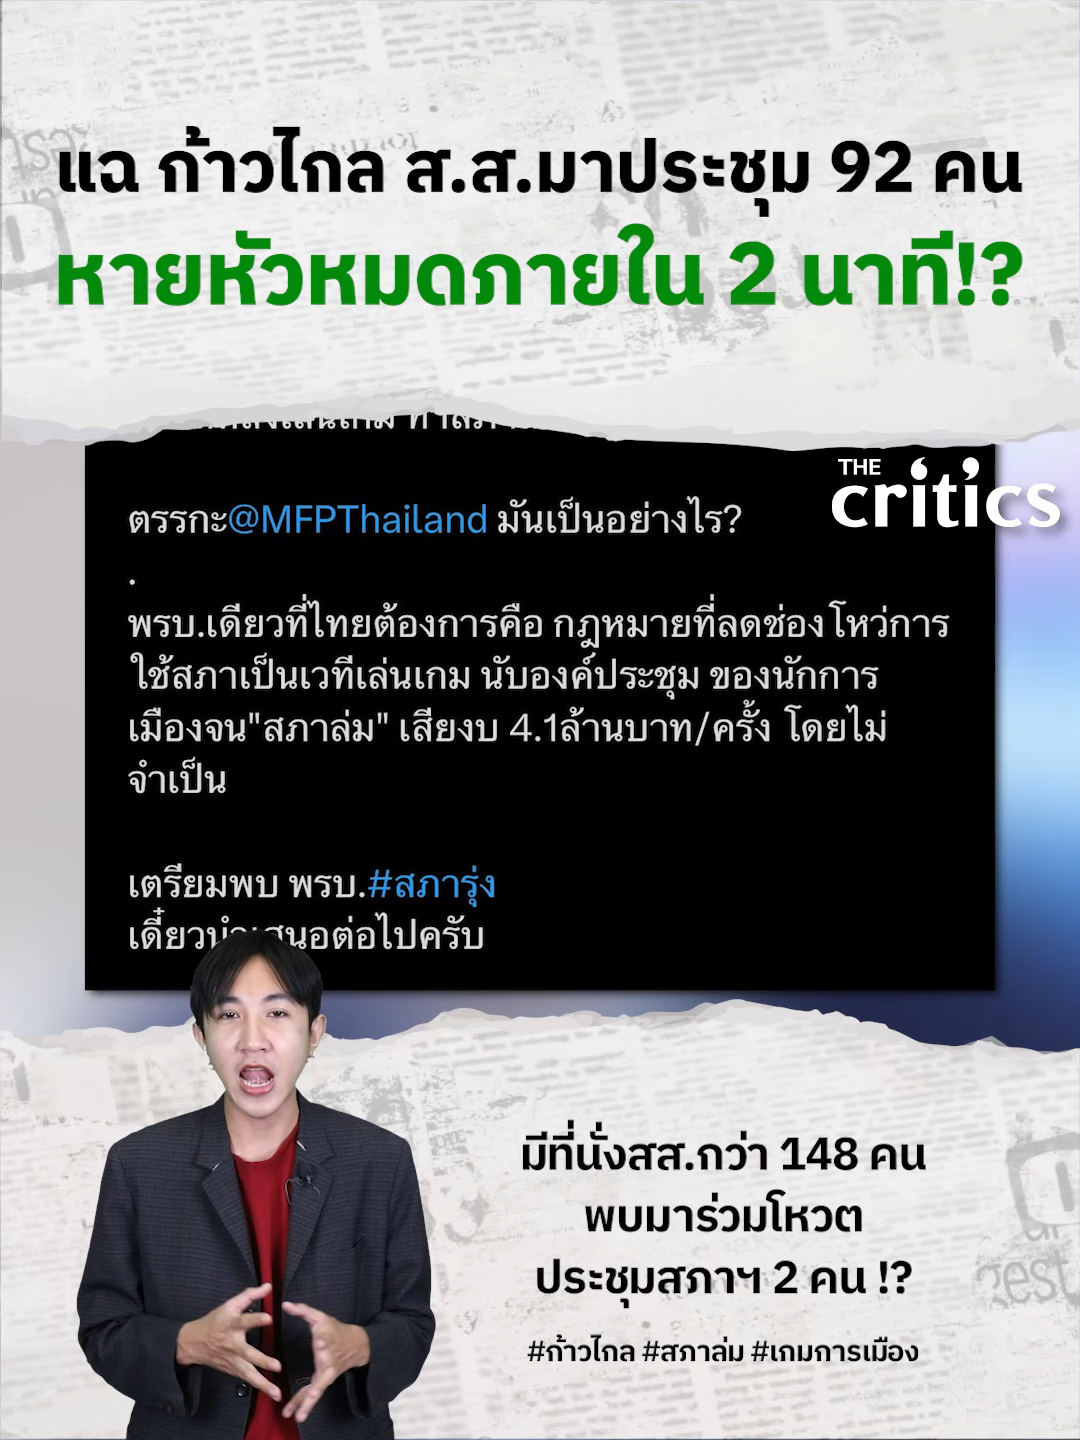 แฉ ก้าวไกล ส.ส.มาประชุม 92 คน
หายหัวหมดภายใน 2 นาที!?
THE
critics
ตรรกะ@MFPThailand มันเป็นอย่างไร?
.
พรบ.เดียวที่ไทยต้องการคือ กฎหมายที่ลดช่องโหว่การ
ใช้สภาเป็นเวทีเล่นเกม นับองค์ประชุม ของนักการ
เมืองจน"สภาล่ม" เสียงบ 4.1ล้านบาท/ครั้ง โดยไม่
จำเป็น
เตรียมพบ พรบ.#สภารุ่ง
เดี๋ยวนำเสนอต่อไปครับ
มีที่นั่งสส.กว่า 148 คน
พบมาร่วมโหวต
ประชุมสภาฯ 2 คน !?
#ก้าวไกล #สภาล่ม #เกมการเมือง